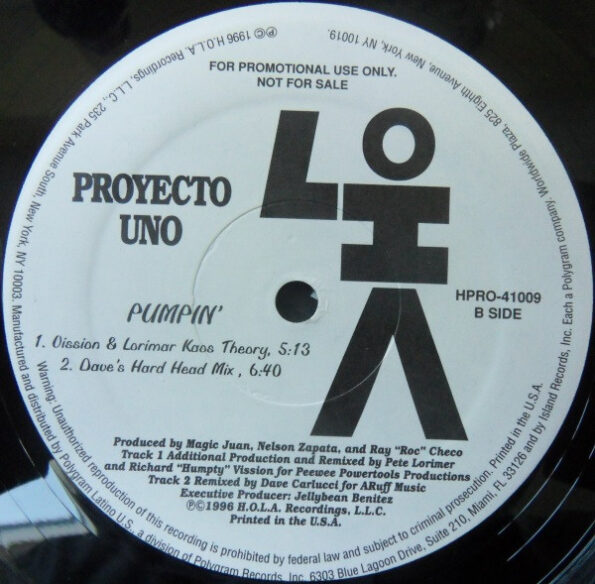 FOR PROMOTIONAL USE ONLY.
NOT FOR SALE
HOLA
PROYECTO
UNO
HPRO-41009
B SIDE
PUMPIN'
1. Oission & Lorimar Kaos Theory, 5:13
2. Dave's Hard Head Mix, 6:40
Produced by Magic Juan, Nelson Zapata, and Ray "Roc" Checo
Track 1 Additional Production and Remixed by Pete Lorimer
and Richard "Humpty" Vission for Peewee Powertools Productions
Track 2 Remixed by Dave Carlucci for ARuff Music
Executive Producer: Jellybean Benitez
Ⓟ©1996 H.O.L.A. Recordings, L.L.C.
Printed in the U.S.A.
Ⓟ© 1996 H.O.L.A. Recordings, L.L.C., 235 Park Avenue South, New York, NY 10003. Manufactured and distributed by Polygram Latino U.S., a division of Polygram Records, Inc. 6303 Blue Lagoon Drive, Suite 210, Miami, FL 33126 and by Island Records, Inc. Each a Polygram company. Worldwide Plaza, 825 Eighth Avenue, New York, NY 10019.
Warning: Unauthorized reproduction of this recording is prohibited by federal law and subject to criminal prosecution. Printed in the U.S.A.